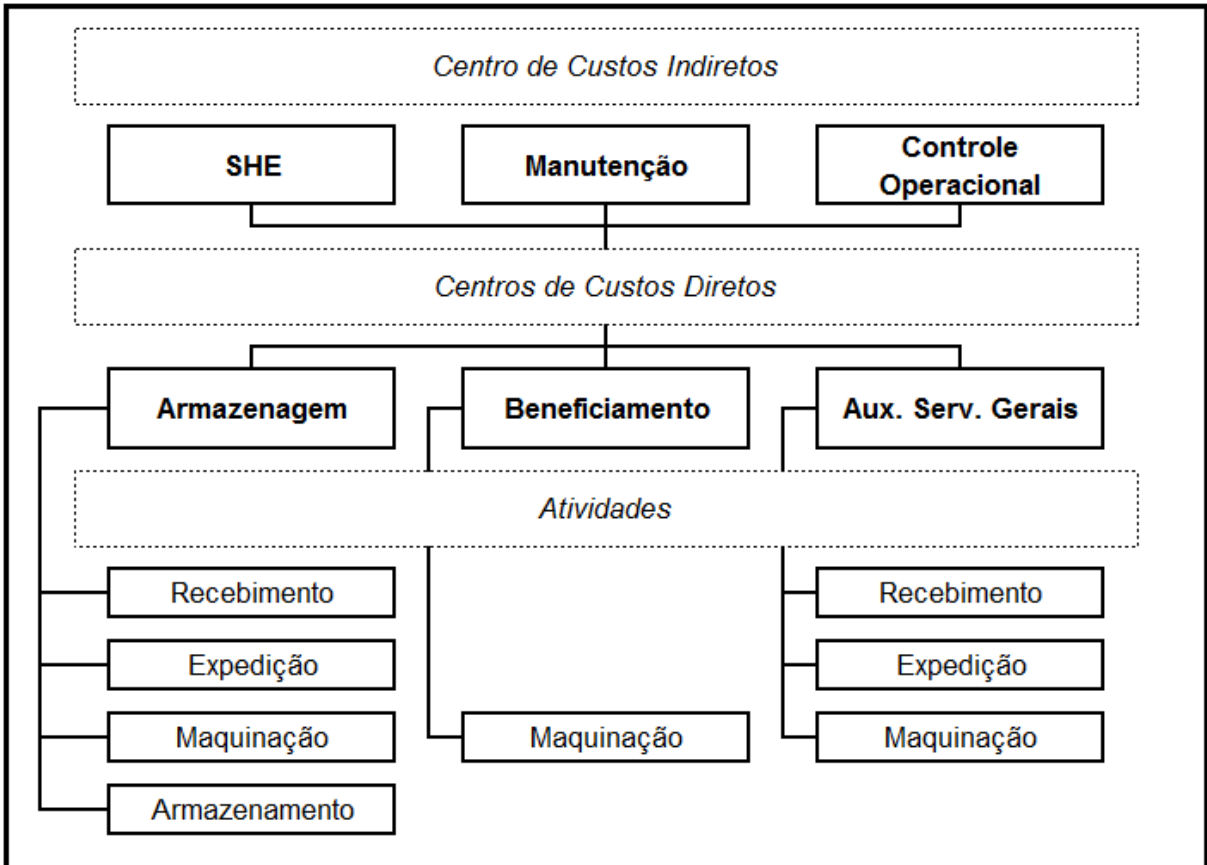 Centro de Custos Indiretos
SHE
Manutenção
Controle
Operacional
Centros de Custos Diretos
Armazenagem
Beneficiamento
Aux. Serv. Gerais
Atividades
Recebimento
Recebimento
Expedição
Expedição
Maquinação
Maquinação
Maquinação
Armazenamento